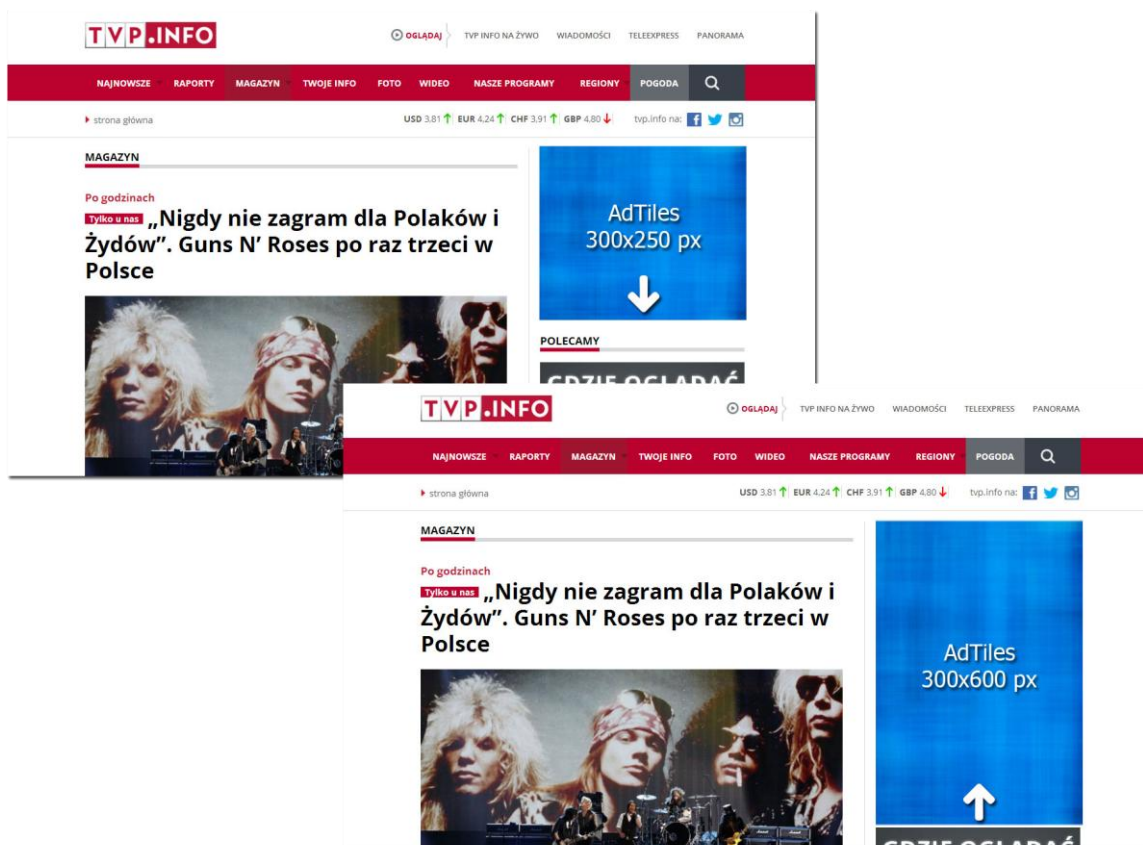 TVP.INFO
OGLĄDAJ TVP INFO NA ŻYWO WIADOMOŚCI TELEEXPRESS PANORAMA
NAJNOWSZE RAPORTY MAGAZYN TWOJE INFO FOTO WIDEO NASZE PROGRAMY REGIONY POGODA
strona główna USD 3,81 EUR 4,24 CHF 3,91 GBP 4,80 tvp.info na:
MAGAZYN
Po godzinach
Tylko u nas „Nigdy nie zagram dla Polaków i
Żydów”. Guns N’ Roses po raz trzeci w
Polsce
AdTiles
300x250 px
POLECAMY
GDZIE OGLĄDAĆ
TVP.INFO
OGLĄDAJ TVP INFO NA ŻYWO WIADOMOŚCI TELEEXPRESS PANORAMA
NAJNOWSZE RAPORTY MAGAZYN TWOJE INFO FOTO WIDEO NASZE PROGRAMY REGIONY POGODA
strona główna USD 3,81 EUR 4,24 CHF 3,91 GBP 4,80 tvp.info na:
MAGAZYN
Po godzinach
Tylko u nas „Nigdy nie zagram dla Polaków i
Żydów”. Guns N’ Roses po raz trzeci w
Polsce
AdTiles
300x600 px
GDZIE OGLĄDAĆ